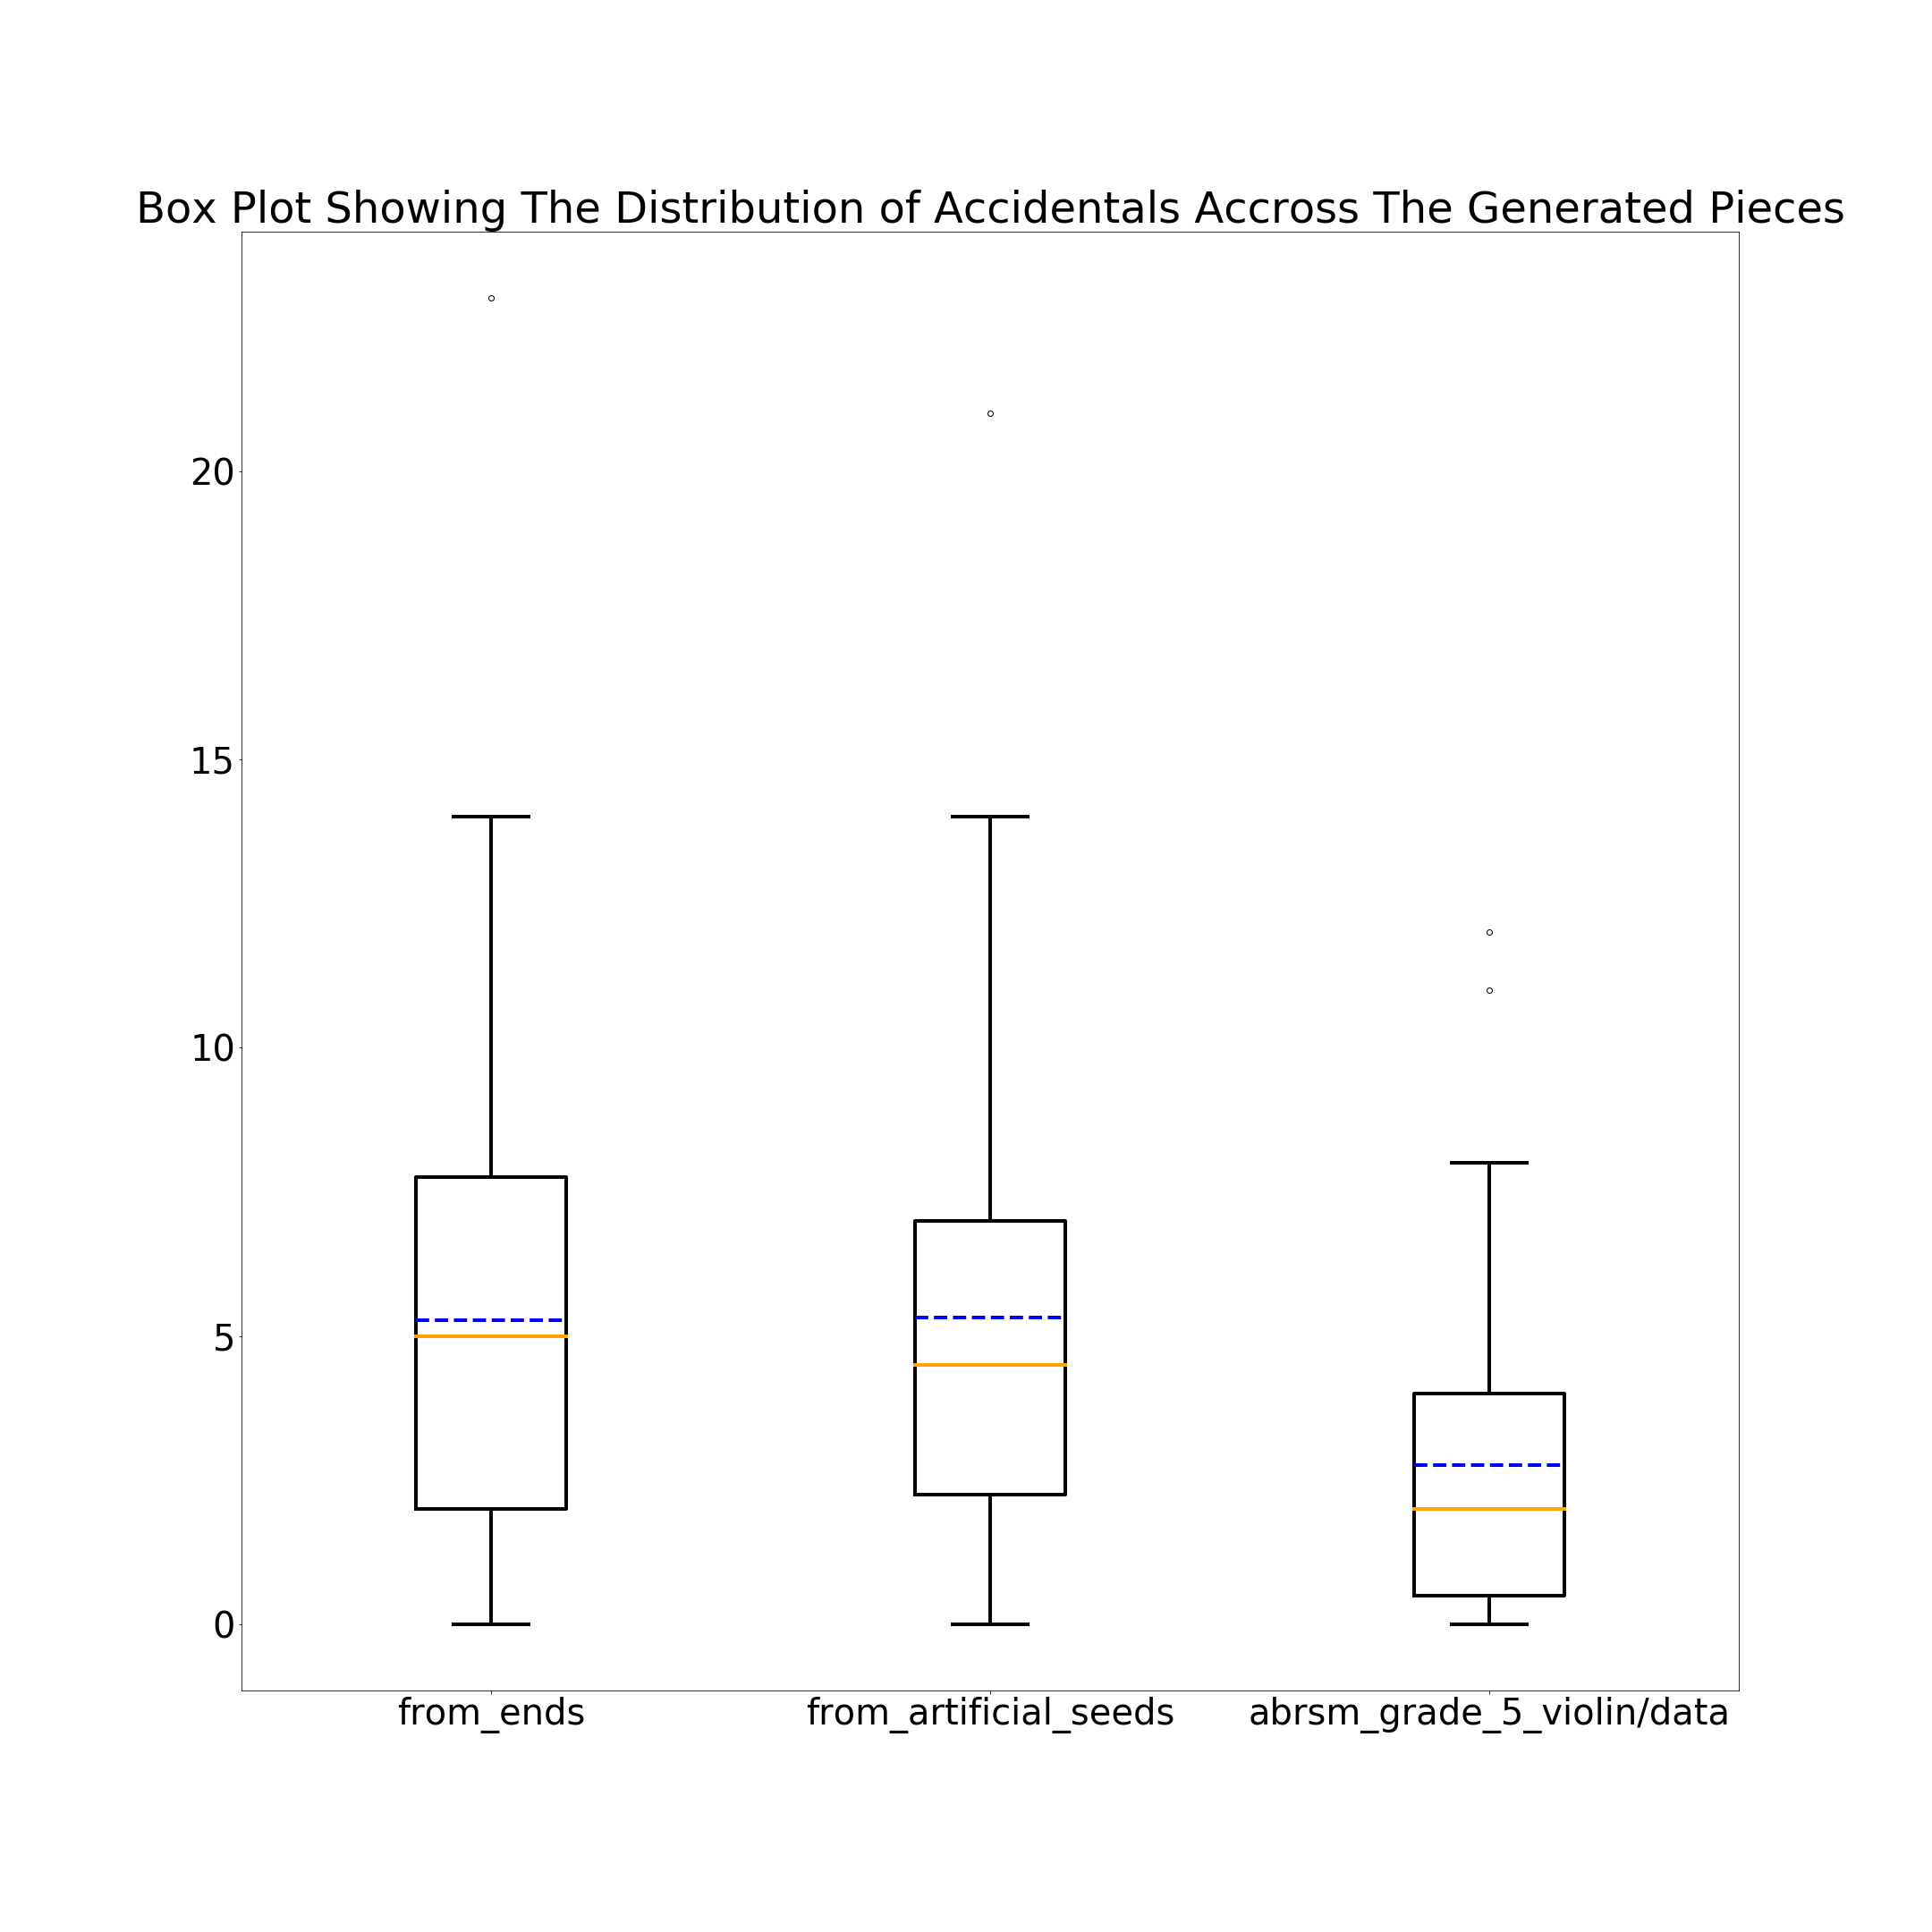 Box Plot Showing The Distribution of Accidentals Accross The Generated Pieces
20
15
10
5
0
from_ends from_artificial_seeds abrsm_grade_5_violin/data